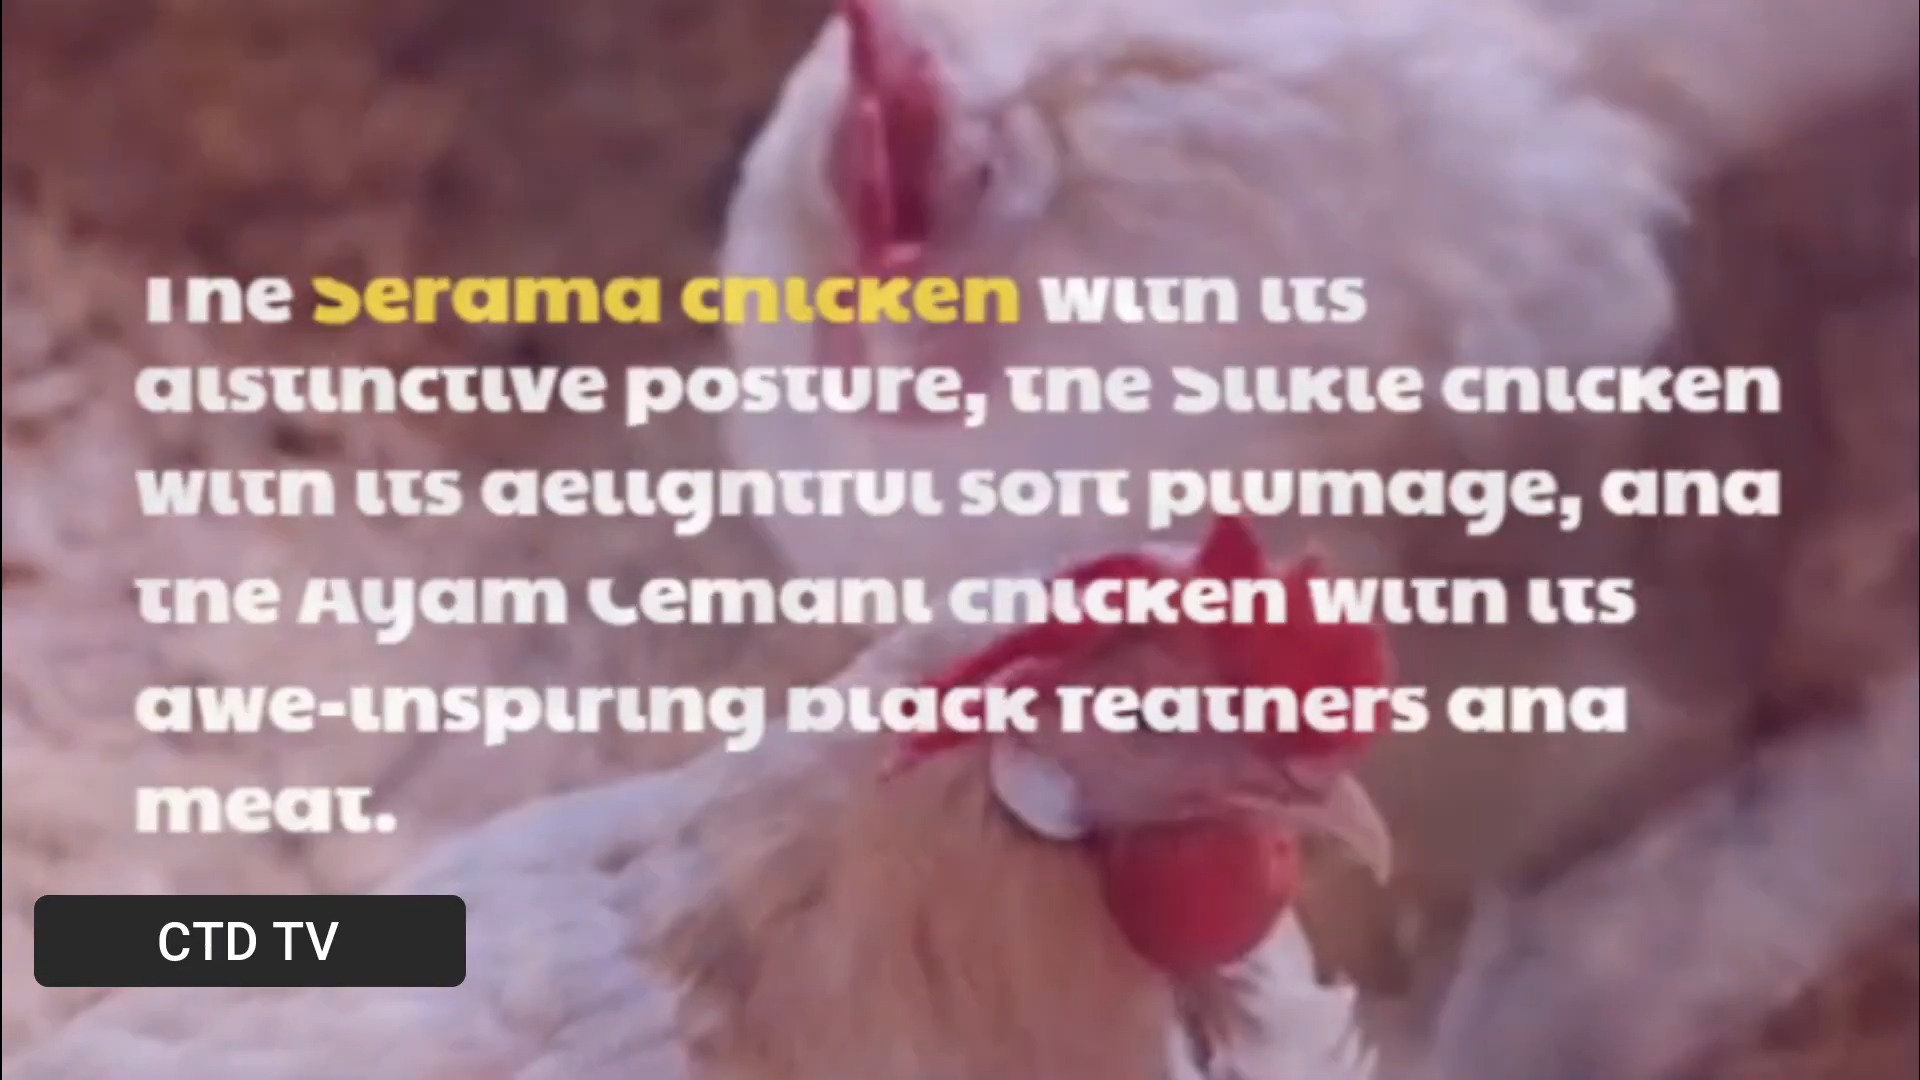 The Serama chicken with its
distinctive posture, the Silkie chicken
with its delightful soft plumage, and
the Ayam Cemani chicken with its
awe-inspiring black feathers and
meat.
CTD TV